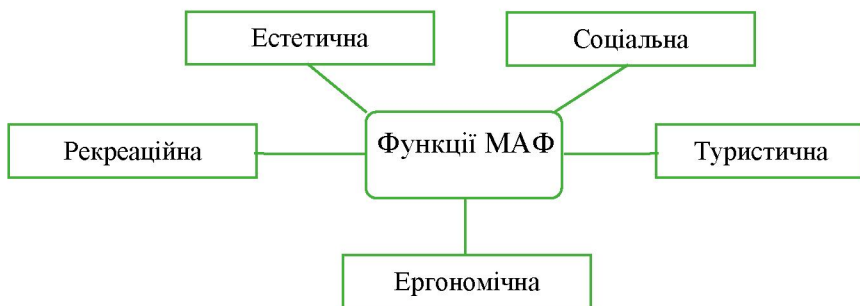 Естетична
Соціальна
Рекреаційна
Функції МАФ
Туристична
Ергономічна